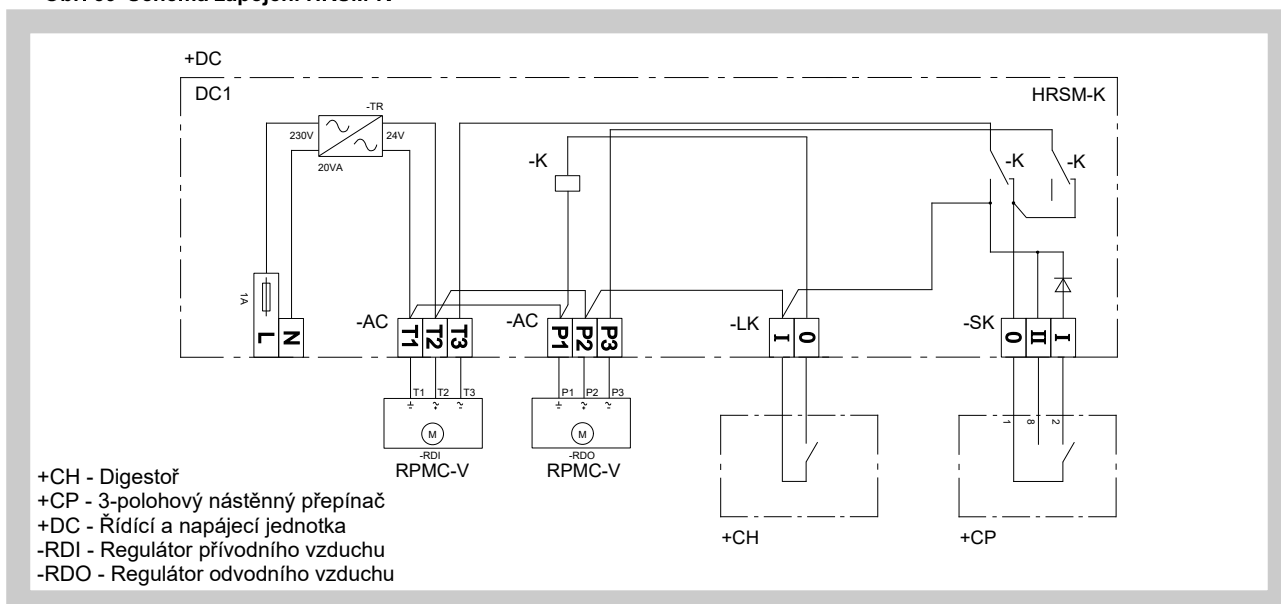 +DC
DC1
HRSM-K
-TR
230V
24V
20VA
-K
-K
-K
1A
L
N
-AC
T1
T2
T3
-AC
P1
P2
P3
-LK
I
0
-SK
0
II
I
T1
T2
T3
P1
P2
P3
M
M
-RDI
-RDO
RPMC-V
RPMC-V
1
8
2
+CH
+CP
+CH - Digestoř
+CP - 3-polohový nástěnný přepínač
+DC - Řídící a napájecí jednotka
-RDI - Regulátor přívodního vzduchu
-RDO - Regulátor odvodního vzduchu